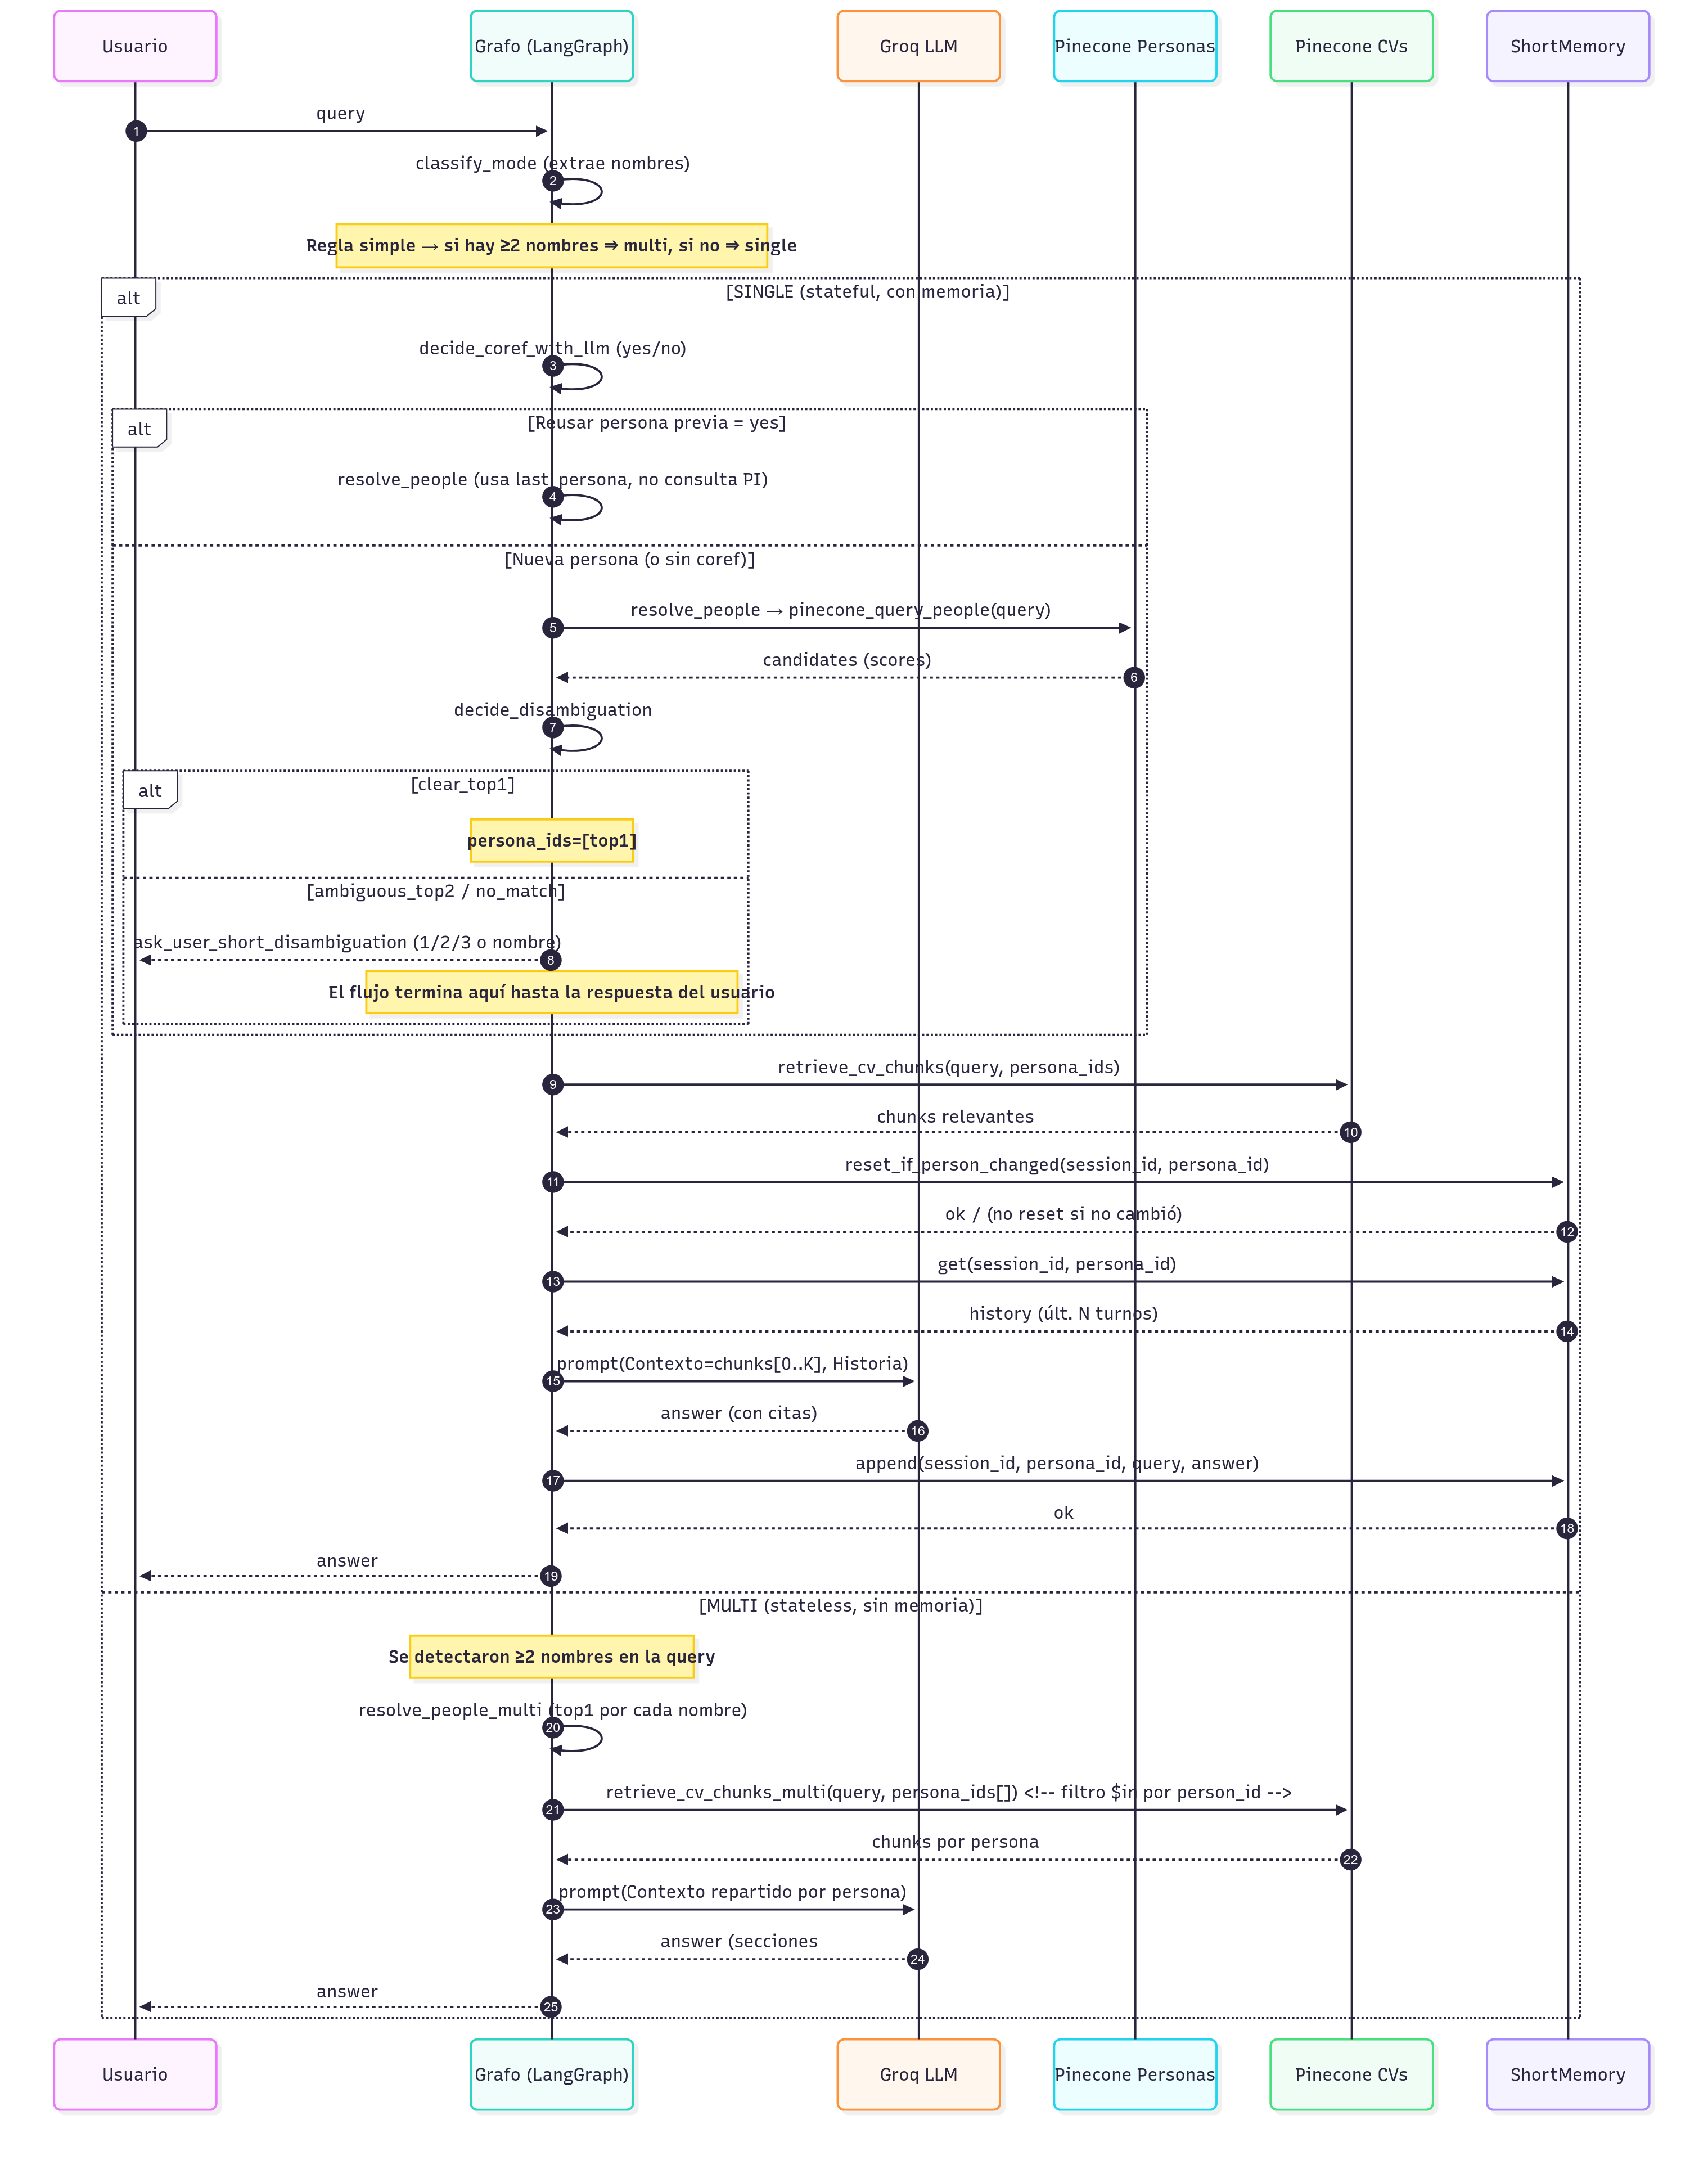 Usuario
Grafo (LangGraph)
Groq LLM
Pinecone Personas
Pinecone CVs
ShortMemory
query
1
classify_mode (extrae nombres)
2
Regla simple → si hay ≥2 nombres ⇒ multi, si no ⇒ single
alt
[SINGLE (stateful, con memoria)]
decide_coref_with_llm (yes/no)
3
alt
[Reusar persona previa = yes]
resolve_people (usa last_persona, no consulta PI)
4
[Nueva persona (o sin coref)]
resolve_people → pinecone_query_people(query)
5
candidates (scores)
6
decide_disambiguation
7
alt
[clear_top1]
persona_ids=[top1]
[ambiguous_top2 / no_match]
ask_user_short_disambiguation (1/2/3 o nombre)
8
El flujo termina aquí hasta la respuesta del usuario
retrieve_cv_chunks(query, persona_ids)
9
chunks relevantes
10
reset_if_person_changed(session_id, persona_id)
11
ok / (no reset si no cambió)
12
get(session_id, persona_id)
13
history (últ. N turnos)
14
prompt(Contexto=chunks[0..K], Historia)
15
answer (con citas)
16
append(session_id, persona_id, query, answer)
17
ok
18
answer
19
[MULTI (stateless, sin memoria)]
Se detectaron ≥2 nombres en la query
resolve_people_multi (top1 por cada nombre)
20
retrieve_cv_chunks_multi(query, persona_ids[]) <!-- filtro $in por person_id -->
21
chunks por persona
22
prompt(Contexto repartido por persona)
23
answer (secciones
24
answer
25
Usuario
Grafo (LangGraph)
Groq LLM
Pinecone Personas
Pinecone CVs
ShortMemory